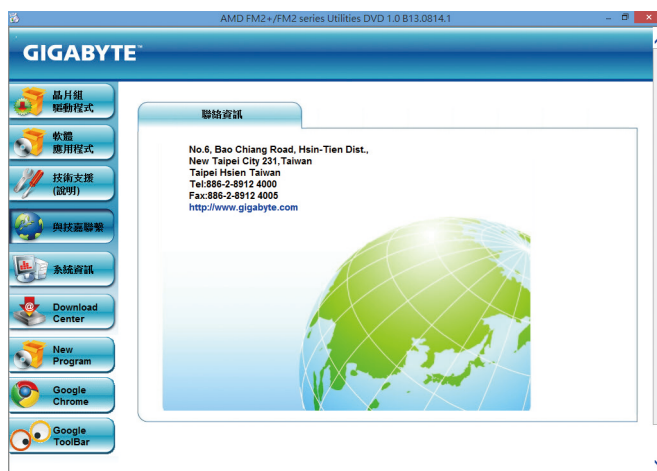 AMD FM2+/FM2 series Utilities DVD 1.0 B13.0814.1
GIGABYTE™
晶片組
驅動程式
軟體
應用程式
技術支援
(說明)
與技嘉聯繫
系統資訊
Download
Center
New
Program
Google
Chrome
Google
ToolBar
聯絡資訊
No.6, Bao Chiang Road, Hsin-Tien Dist.,
New Taipei City 231,Taiwan
Taipei Hsien Taiwan
Tel:886-2-8912 4000
Fax:886-2-8912 4005
http://www.gigabyte.com